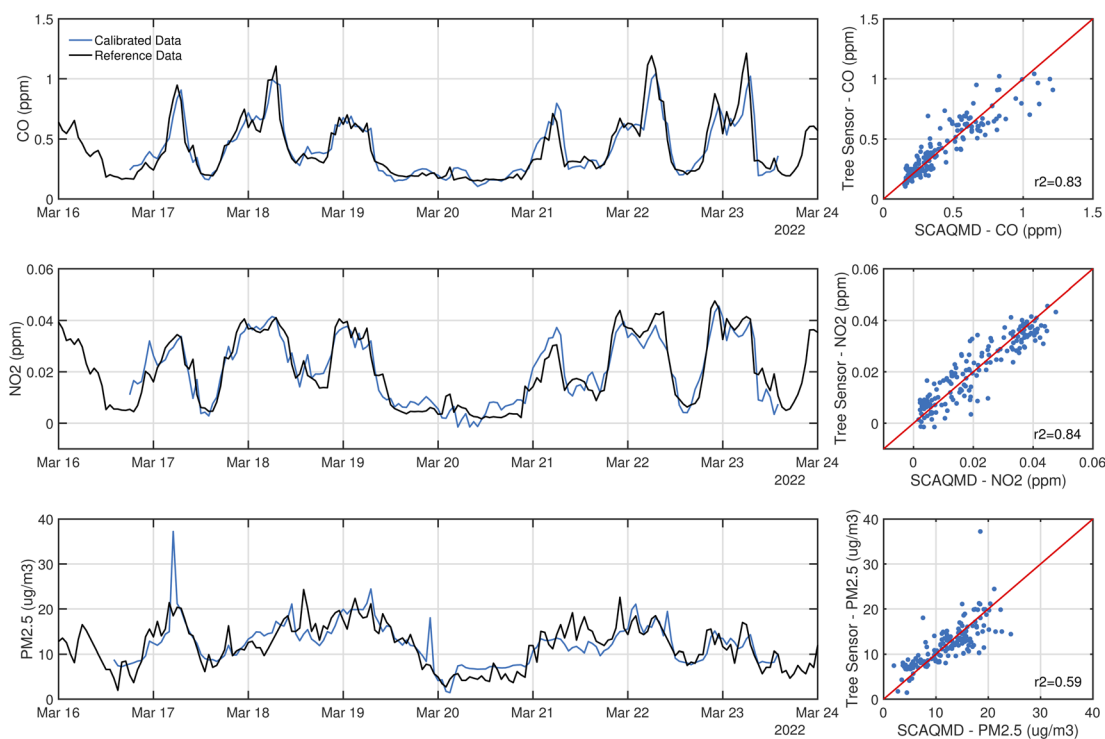 1.5
1
0.5
0
CO (ppm)
Calibrated Data
Reference Data
Mar 16 Mar 17 Mar 18 Mar 19 Mar 20 Mar 21 Mar 22 Mar 23 Mar 24
2022
1.5
1
0.5
0
Tree Sensor - CO (ppm)
r2=0.83
0 0.5 1 1.5
SCAQMD - CO (ppm)
0.06
0.04
0.02
0
NO2 (ppm)
Mar 16 Mar 17 Mar 18 Mar 19 Mar 20 Mar 21 Mar 22 Mar 23 Mar 24
2022
0.06
0.04
0.02
0
Tree Sensor - NO2 (ppm)
r2=0.84
0 0.02 0.04 0.06
SCAQMD - NO2 (ppm)
40
30
20
10
0
PM2.5 (ug/m3)
Mar 16 Mar 17 Mar 18 Mar 19 Mar 20 Mar 21 Mar 22 Mar 23 Mar 24
2022
40
30
20
10
0
Tree Sensor - PM2.5 (ug/m3)
r2=0.59
0 10 20 30 40
SCAQMD - PM2.5 (ug/m3)